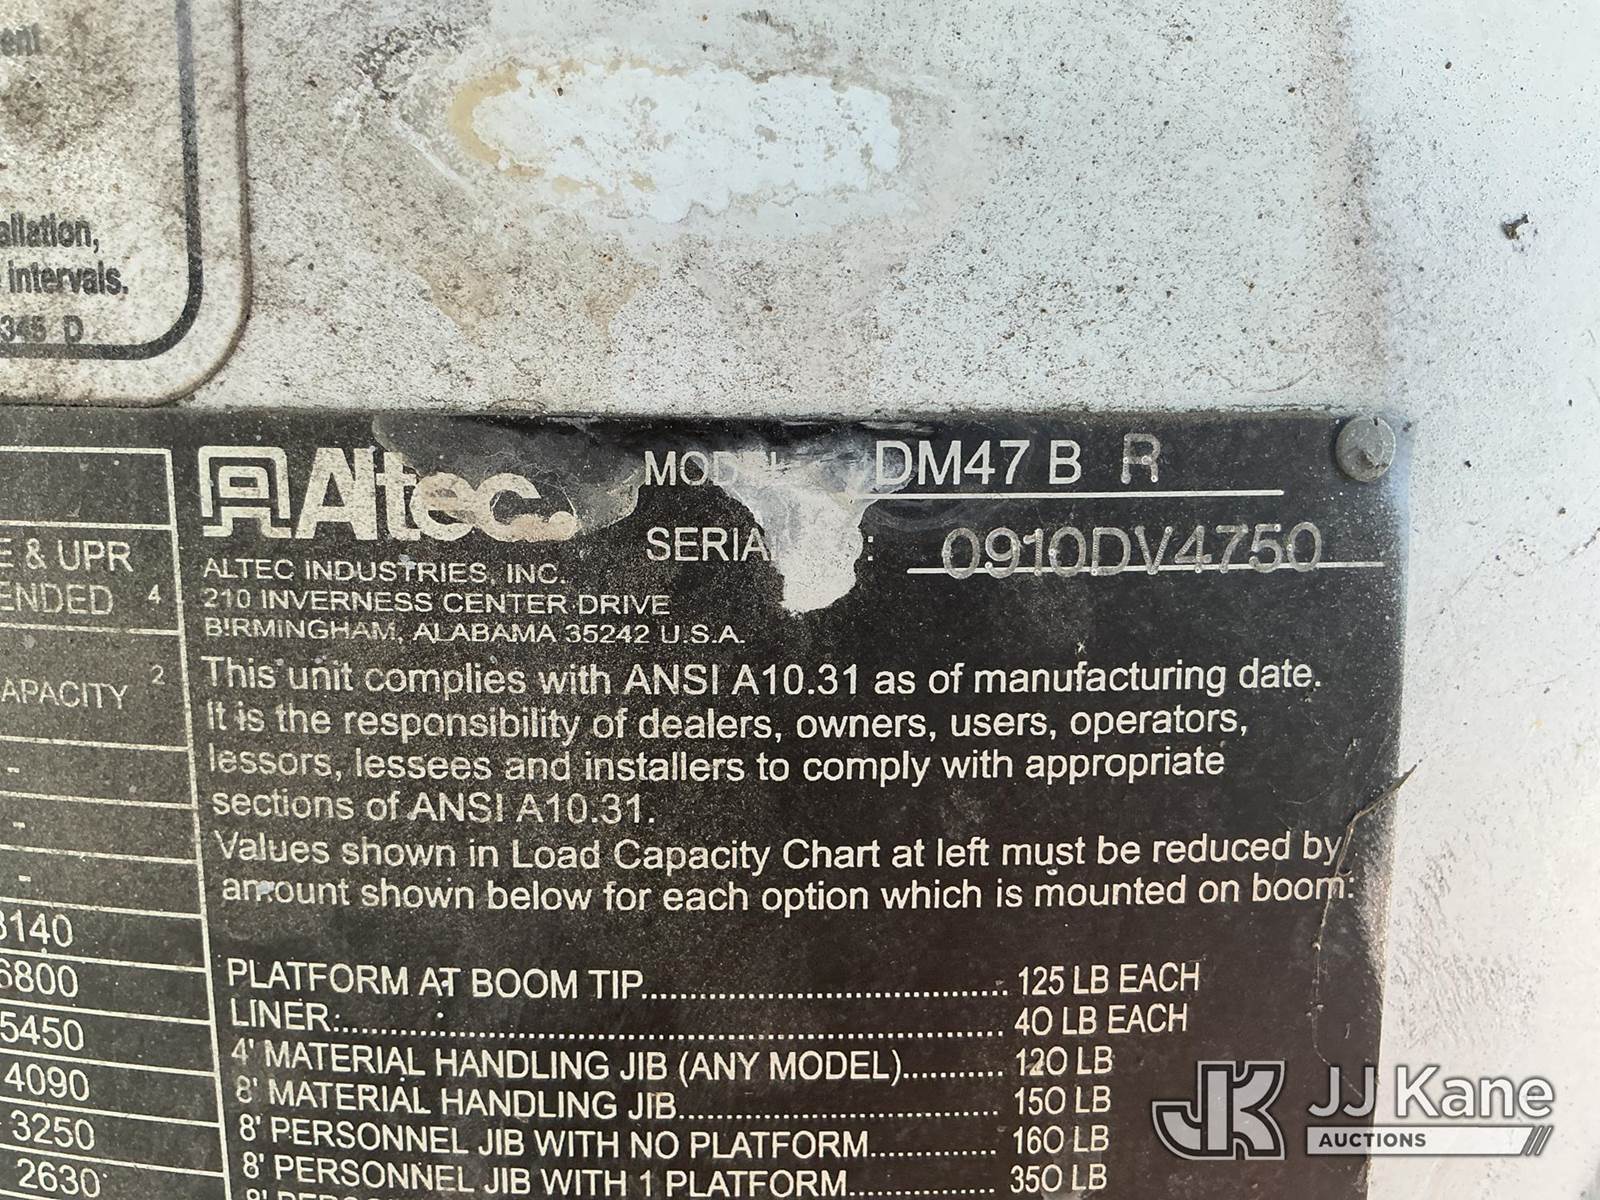 allation,
intervals.
345 D
E & UPR
ENDED 4
APACITY 2
-
-
-
3140
6800
5450
4090
3250
2630
Altec
MODEL DM47 B R
0910DV4750
ALTEC INDUSTRIES, INC.
210 INVERNESS CENTER DRIVE
BIRMINGHAM, ALABAMA 35242 U.S.A.
This unit complies with ANSI A10.31 as of manufacturing date.
It is the responsibility of dealers, owners, users, operators,
lessors, lessees and installers to comply with appropriate
sections of ANSI A10.31.
Values shown in Load Capacity Chart at left must be reduced by
amount shown below for each option which is mounted on boom:
PLATFORM AT BOOM TIP.................................... 125 LB EACH
LINER:.................................................... 40 LB EACH
4' MATERIAL HANDLING JIB (ANY MODEL)........... 120 LB
8' MATERIAL HANDLING JIB................................ 150 LB
8' PERSONNEL JIB WITH NO PLATFORM.............. 160 LB
8' PERSONNEL JIB WITH 1 PLATFORM................ 350 LB
JK JJ Kane
AUCTIONS